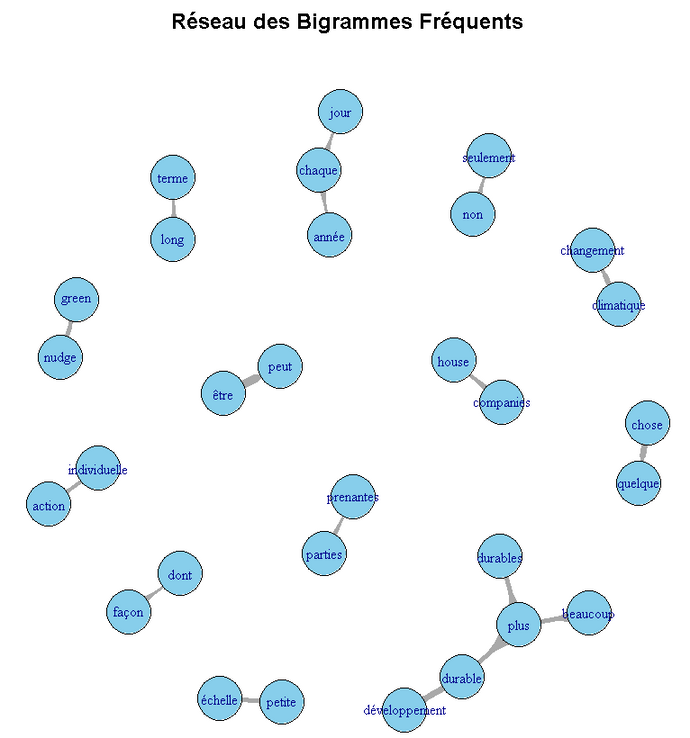 Réseau des Bigrammes Fréquents
jour
chaque
année
terme
long
seulement
non
changement
climatique
green
nudge
peut
être
house
companies
chose
quelque
individuelle
action
prenantes
parties
dont
façon
durables
plus
beaucoup
durable
développement
échelle
petite